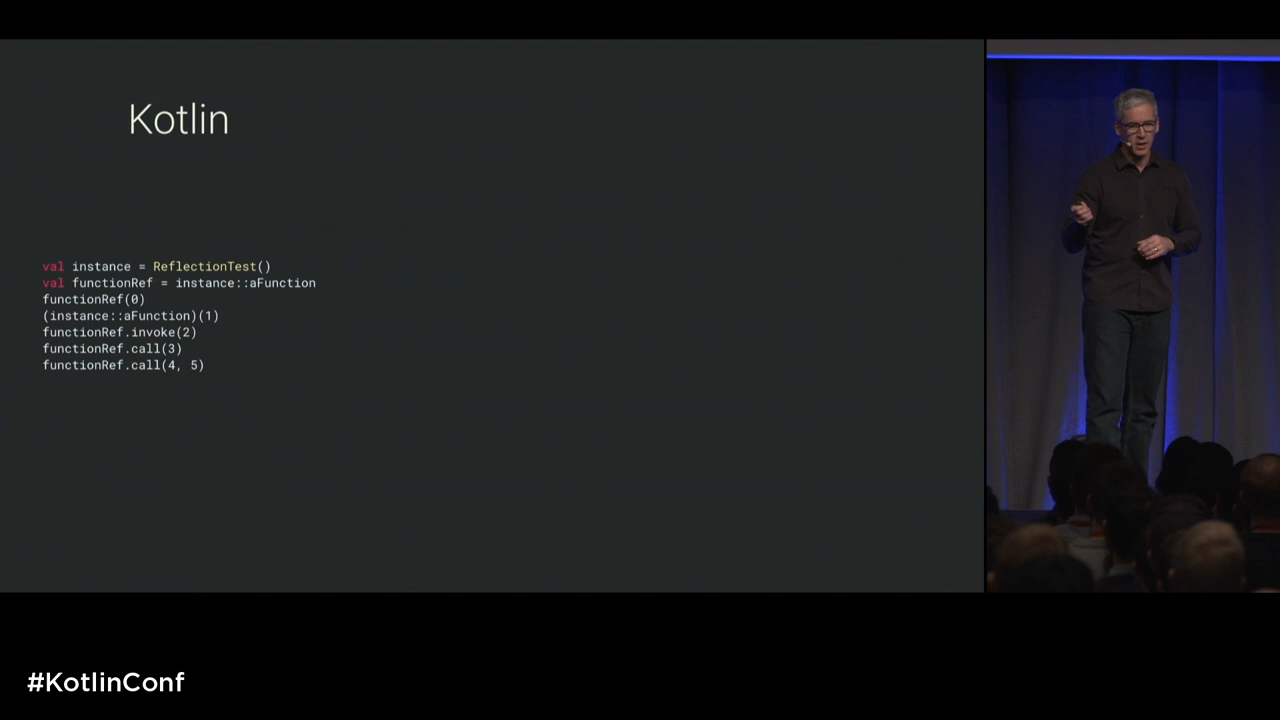 Kotlin
val instance = ReflectionTest()
val functionRef = instance::aFunction
functionRef(0)
(instance::aFunction)(1)
functionRef.invoke(2)
functionRef.call(3)
functionRef.call(4, 5)
#KotlinConf